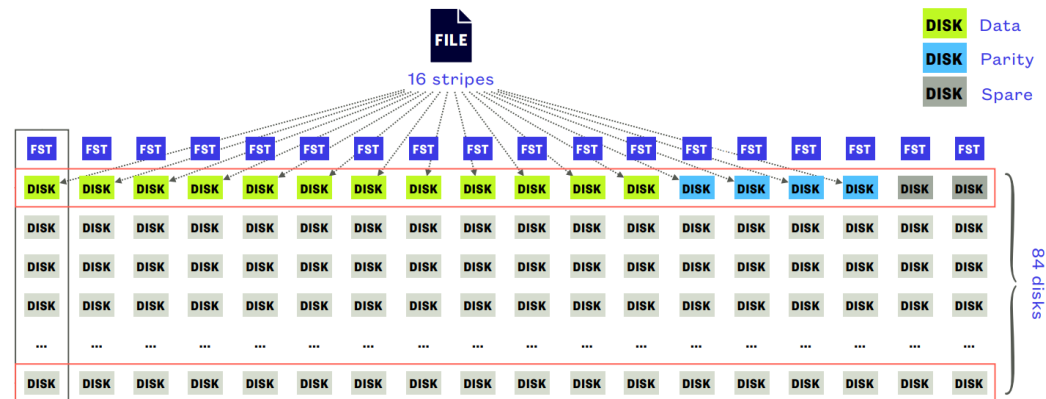 FILE
16 stripes
DISK Data
DISK Parity
DISK Spare
FST FST FST FST FST FST FST FST FST FST FST FST FST FST FST FST FST FST
DISK DISK DISK DISK DISK DISK DISK DISK DISK DISK DISK DISK DISK DISK DISK DISK DISK DISK
DISK DISK DISK DISK DISK DISK DISK DISK DISK DISK DISK DISK DISK DISK DISK DISK DISK DISK
DISK DISK DISK DISK DISK DISK DISK DISK DISK DISK DISK DISK DISK DISK DISK DISK DISK DISK
DISK DISK DISK DISK DISK DISK DISK DISK DISK DISK DISK DISK DISK DISK DISK DISK DISK DISK
... ... ... ... ... ... ... ... ... ... ... ... ... ... ... ... ... ...
DISK DISK DISK DISK DISK DISK DISK DISK DISK DISK DISK DISK DISK DISK DISK DISK DISK DISK
84 disks